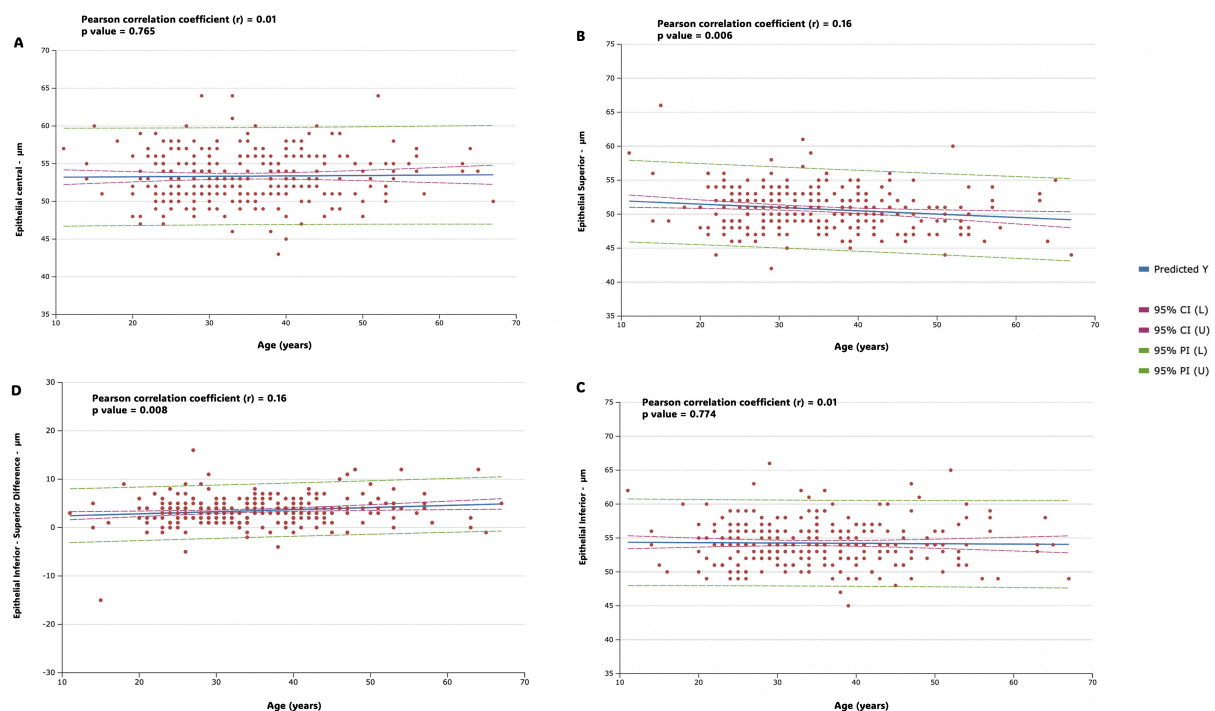 Pearson correlation coefficient (r) = 0.01
p value = 0.765
A
70
65
60
55
50
45
40
35
Epithelial central - µm
10 20 30 40 50 60 70
Age (years)
Pearson correlation coefficient (r) = 0.16
p value = 0.006
B
75
70
65
60
55
50
45
40
35
Epithelial Superior - µm
10 20 30 40 50 60 70
Age (years)
Predicted Y
95% CI (L)
95% CI (U)
95% PI (L)
95% PI (U)
D
Pearson correlation coefficient (r) = 0.16
p value = 0.008
30
20
10
0
-10
-20
-30
Epithelial Inferior - Superior Difference - µm
10 20 30 40 50 60 70
Age (years)
C
Pearson correlation coefficient (r) = 0.01
p value = 0.774
75
70
65
60
55
50
45
40
35
Epithelial Inferior - µm
10 20 30 40 50 60 70
Age (years)